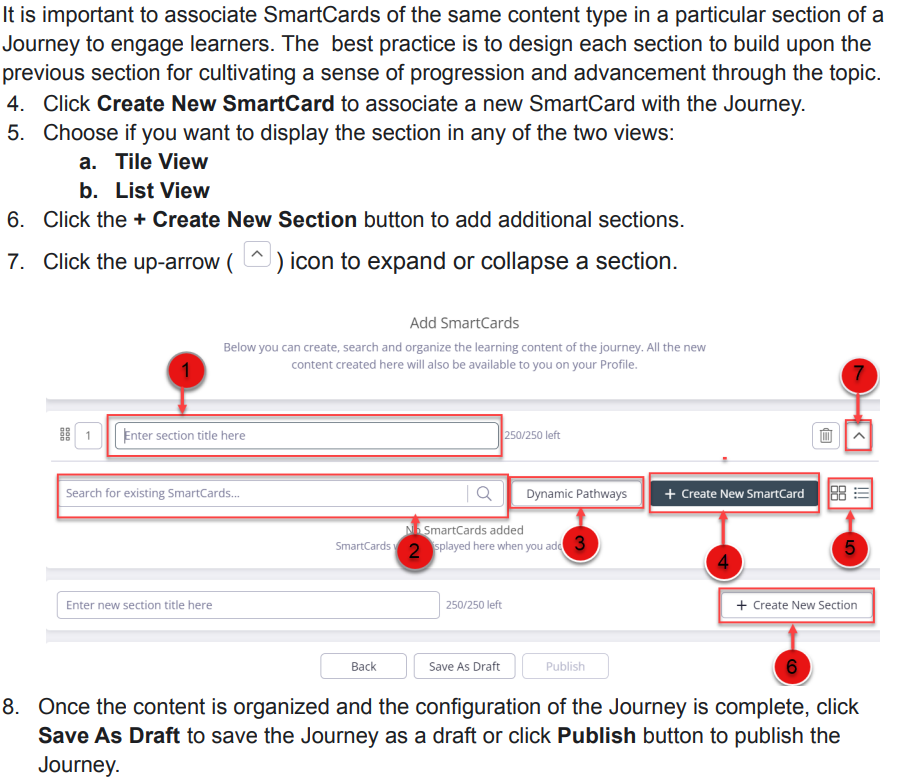 It is important to associate SmartCards of the same content type in a particular section of a
Journey to engage learners. The  best practice is to design each section to build upon the
previous section for cultivating a sense of progression and advancement through the topic.
4. Click Create New SmartCard to associate a new SmartCard with the Journey.
5. Choose if you want to display the section in any of the two views:
a. Tile View
b. List View
6. Click the + Create New Section button to add additional sections.
7. Click the up-arrow ( ^ ) icon to expand or collapse a section.
Add SmartCards
Below you can create, search and organize the learning content of the journey. All the new
content created here will also be available to you on your Profile.
1
7
1 Enter section title here 250/250 left
Search for existing SmartCards... Dynamic Pathways + Create New SmartCard
No SmartCards added
SmartCards displayed here when you add
2
3
4
5
Enter new section title here 250/250 left + Create New Section
6
Back Save As Draft Publish
8. Once the content is organized and the configuration of the Journey is complete, click
Save As Draft to save the Journey as a draft or click Publish button to publish the
Journey.